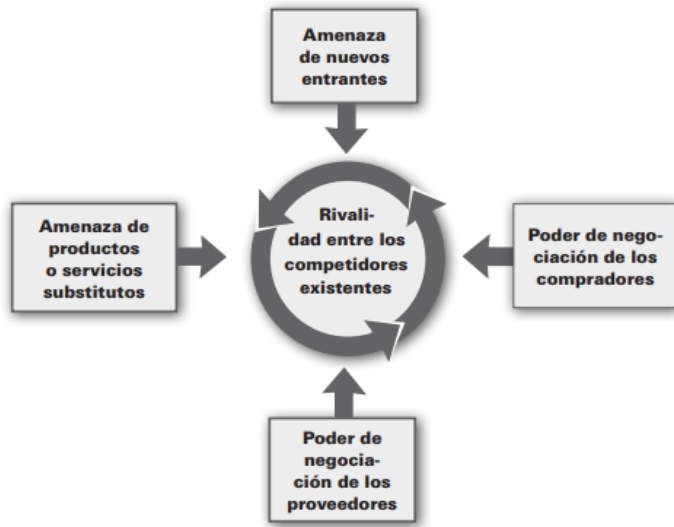 Amenaza
de nuevos
entrantes
Amenaza de
productos
o servicios
substitutos
Rivali-
dad entre los
competidores
existentes
Poder de nego-
ciación de los
compradores
Poder de
negocia-
ción de los
proveedores